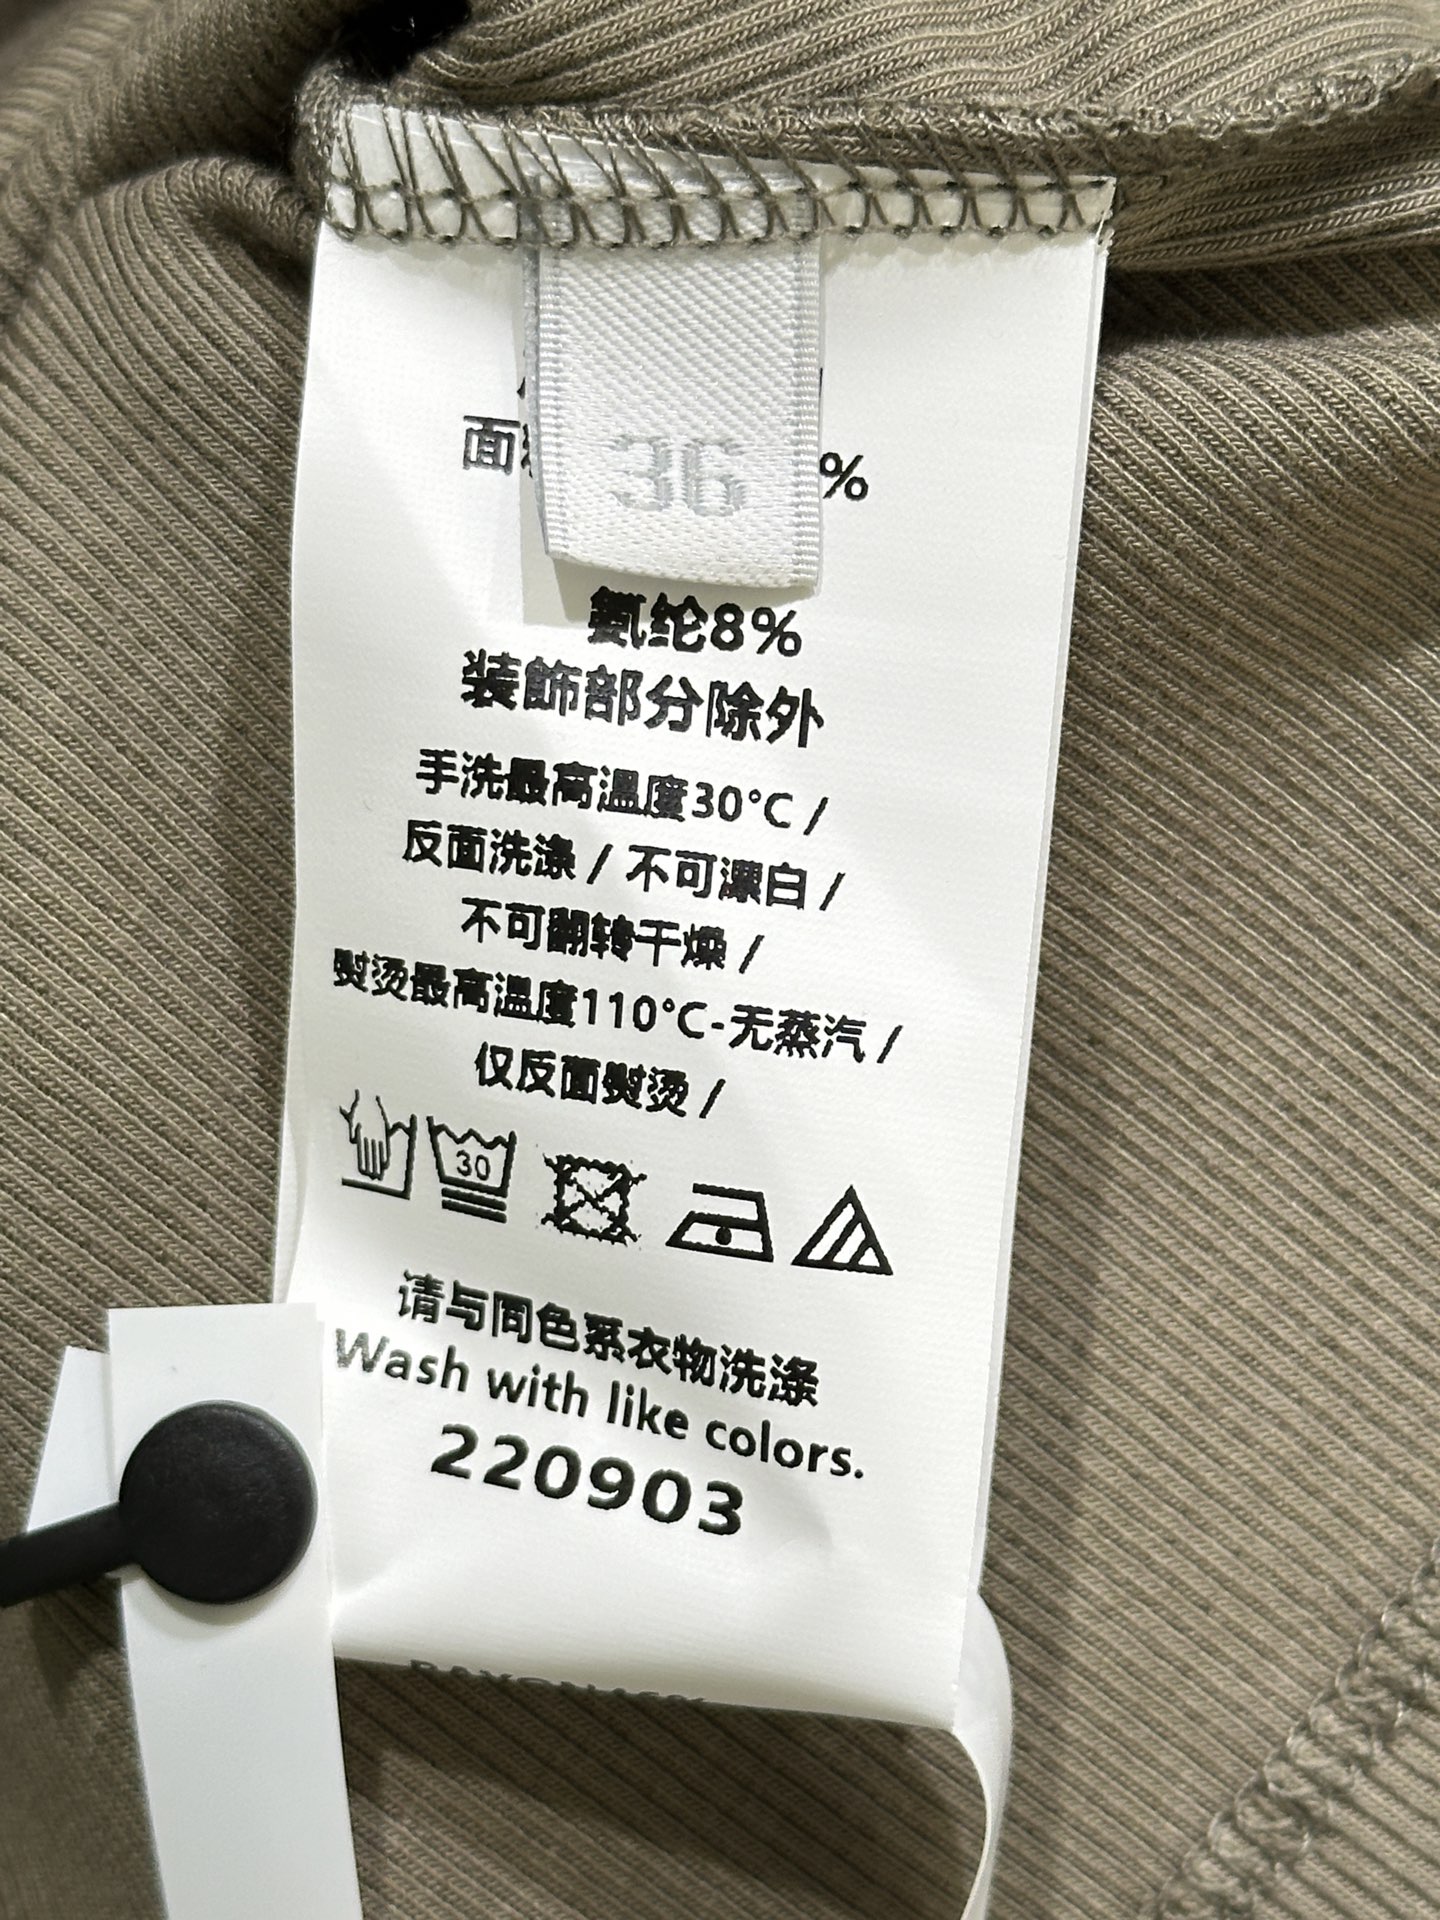 36
面
%
氨纶8%
装饰部分除外
手洗最高温度30°C /
反面洗涤 / 不可漂白 /
不可翻转干燥 /
熨烫最高温度110°C-无蒸汽 /
仅反面熨烫 /
30
请与同色系衣物洗涤
Wash with like colors.
220903